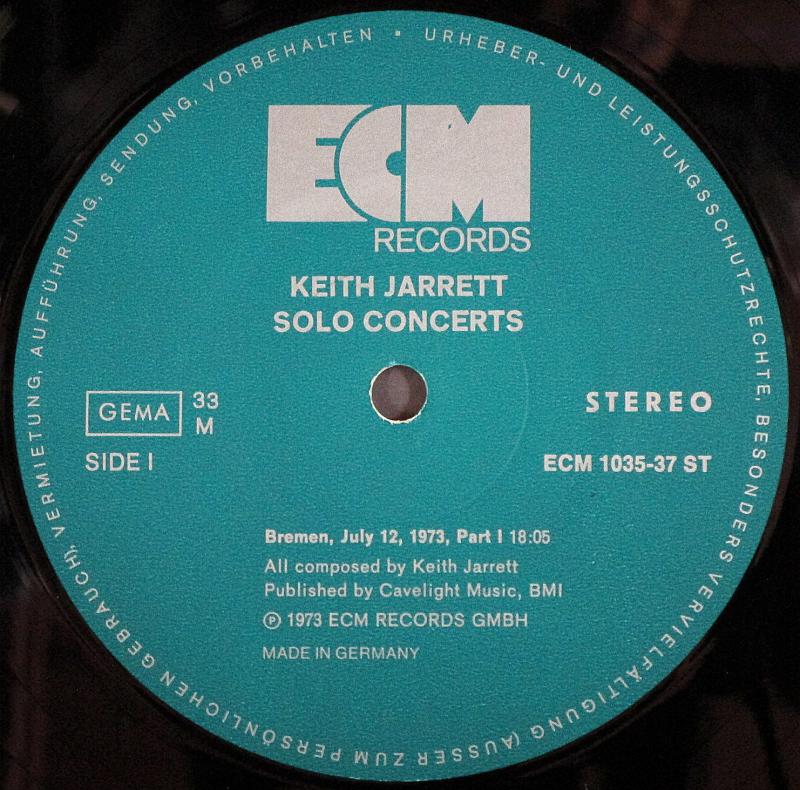 URHEBER- UND LEISTUNGSSCHUTZRECHTE, BESONDERS VERVIELFÄLTIGUNG (AUSSER ZUM PERSÖNLICHEN GEBRAUCH), VERMIETUNG, AUFFÜHRUNG, SENDUNG, VORBEHALTEN ▪
ECM
RECORDS
KEITH JARRETT
SOLO CONCERTS
GEMA 33
M
STEREO
SIDE I
ECM 1035-37 ST
Bremen, July 12, 1973, Part I 18:05
All composed by Keith Jarrett
Published by Cavelight Music, BMI
℗ 1973 ECM RECORDS GMBH
MADE IN GERMANY